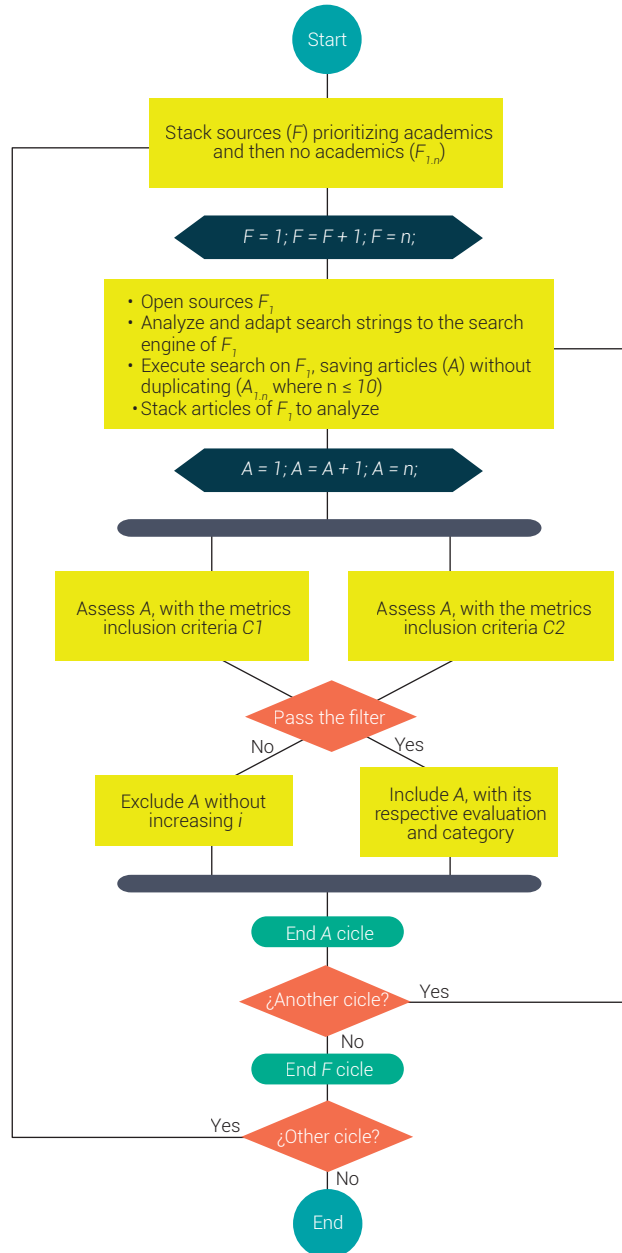 Start
Stack sources (F) prioritizing academics
and then no academics (F1.n)
F = 1; F = F + 1; F = n;
• Open sources F1
• Analyze and adapt search strings to the search
engine of F1
• Execute search on F1, saving articles (A) without
duplicating (A1.n where n ≤ 10)
• Stack articles of F1 to analyze
A = 1; A = A + 1; A = n;
Assess A, with the metrics
inclusion criteria C1
Assess A, with the metrics
inclusion criteria C2
Pass the filter
No
Yes
Exclude A without
increasing i
Include A, with its
respective evaluation
and category
End A cicle
¿Another cicle?
Yes
No
End F cicle
Yes
¿Other cicle?
No
End